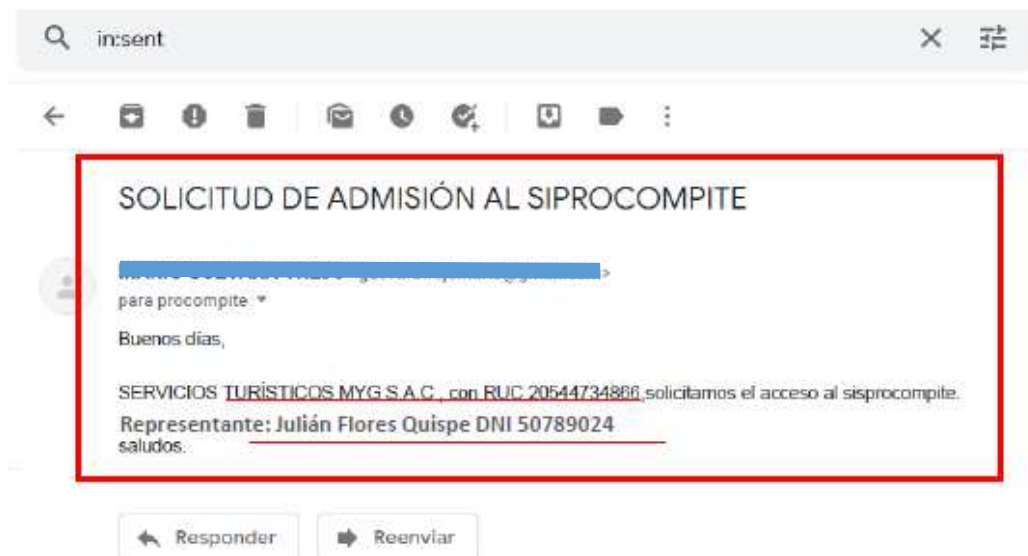 in:sent
SOLICITUD DE ADMISIÓN AL SIPROCOMPITE
para procompite
Buenos días,
SERVICIOS TURÍSTICOS MYG S.A.C., con RUC 20544734866, solicitamos el acceso al sisprocompite.
Representante: Julián Flores Quispe DNI 50789024
saludos.
Responder
Reenviar